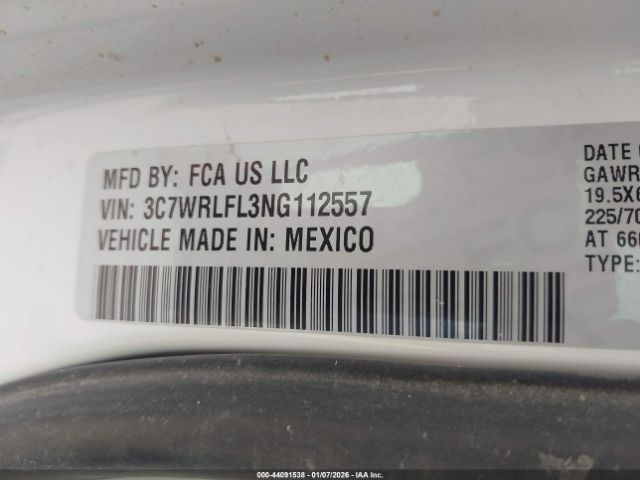 MFD BY: FCA US LLC
VIN: 3C7WRLFL3NG112557
VEHICLE MADE IN: MEXICO
DATE
GAWR
19.5X6
225/70
AT
TYPE:
000-44091538 - 01/07/2026 - IAA Inc.